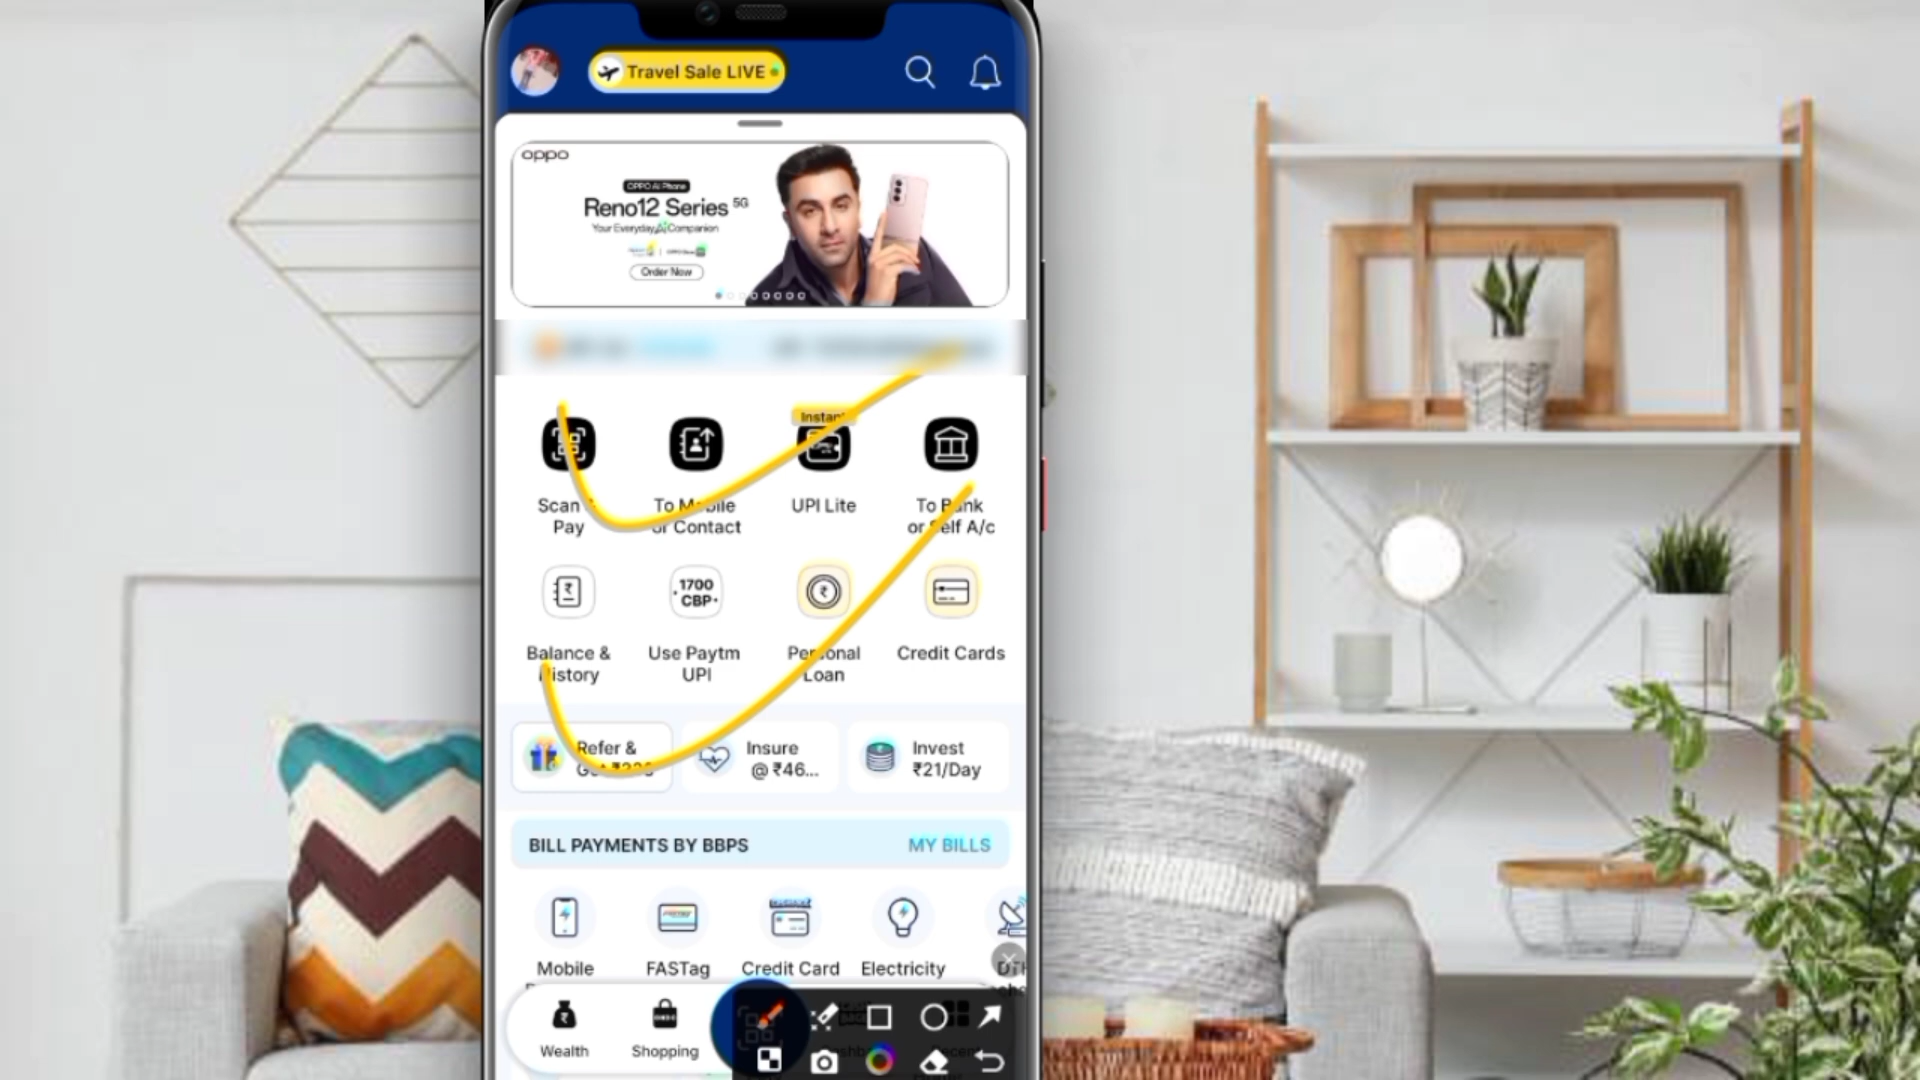 Travel Sale LIVE
oppo
OPPO AI Phone
Reno12 Series 5G
Your Everyday AI Companion
Order Now
Instant
Scan &
Pay
To Mobile
or Contact
UPI Lite
To Bank
or Self A/c
1700
CBP
Balance &
History
Use Paytm
UPI
Personal
Loan
Credit Cards
Refer &
Insure
@ ₹46...
Invest
₹21/Day
BILL PAYMENTS BY BBPS
MY BILLS
Mobile
FASTag
Credit Card
Electricity
DTH
Wealth
Shopping